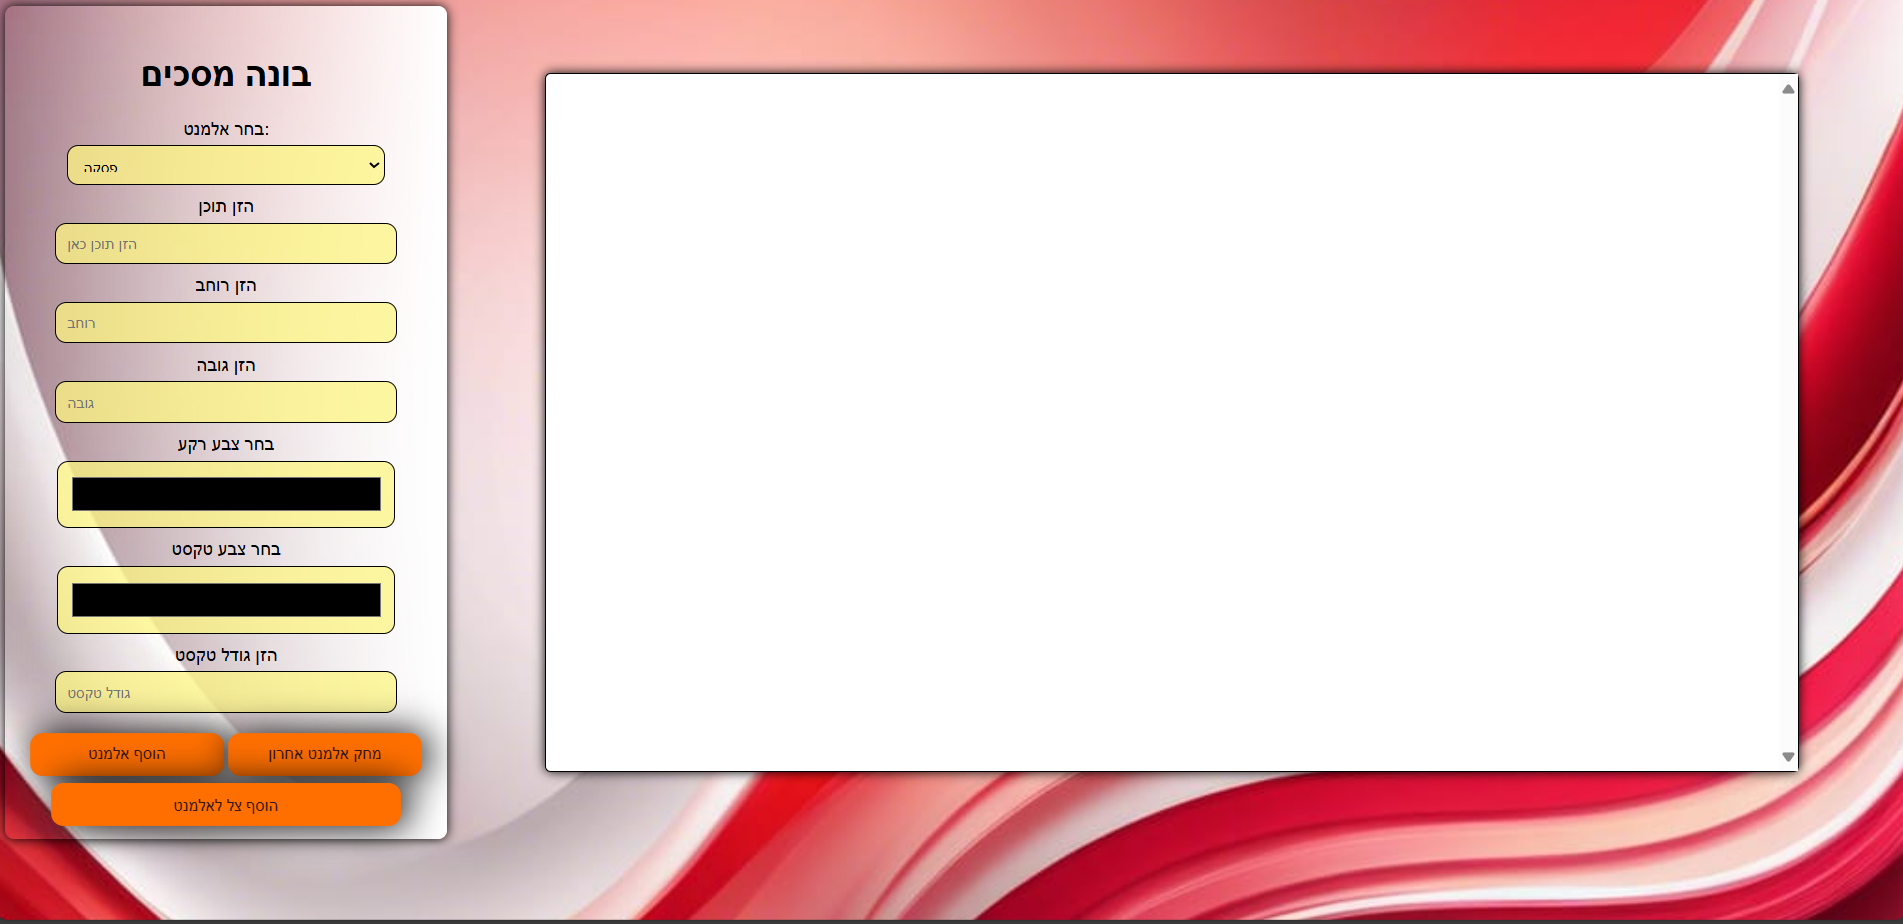 בונה מסכים
בחר אלמנט:
פסקה
הזן תוכן
הזן תוכן כאן
הזן רוחב
רוחב
הזן גובה
גובה
בחר צבע רקע
בחר צבע טקסט
הזן גודל טקסט
גודל טקסט
הוסף אלמנט
מחק אלמנט אחרון
הוסף צל לאלמנט